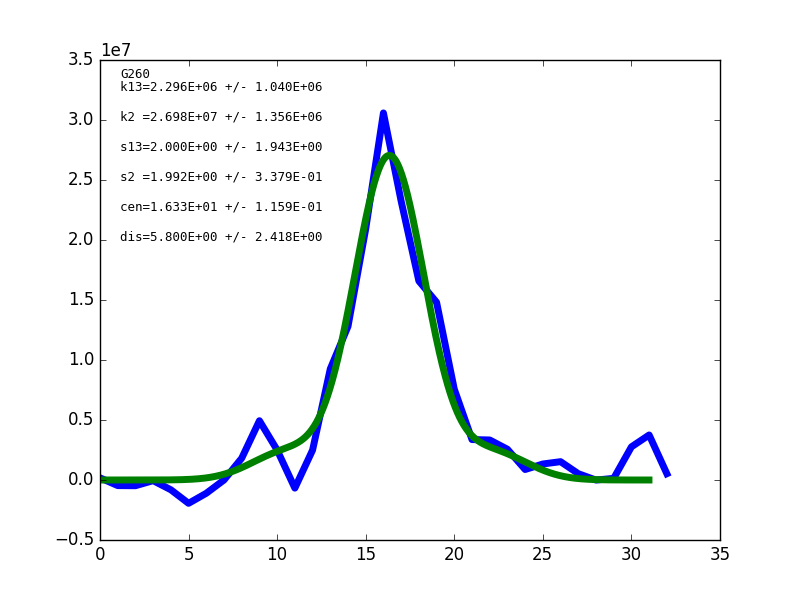 1e7
3.5
3.0
2.5
2.0
1.5
1.0
0.5
0.0
−0.5
G260
k13=2.296E+06 +/- 1.040E+06
k2 =2.698E+07 +/- 1.356E+06
s13=2.000E+00 +/- 1.943E+00
s2 =1.992E+00 +/- 3.379E-01
cen=1.633E+01 +/- 1.159E-01
dis=5.800E+00 +/- 2.418E+00
0 5 10 15 20 25 30 35